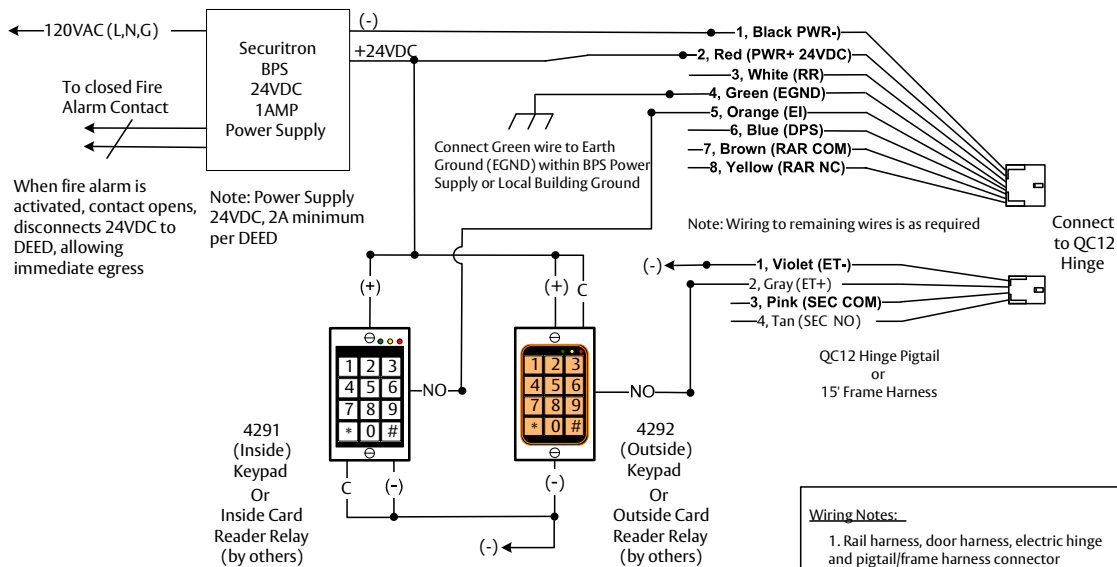 120VAC (L,N,G)
Securitron
BPS
24VDC
1AMP
Power Supply
(-)
+24VDC
To closed Fire
Alarm Contact
When fire alarm is
activated, contact opens,
disconnects 24VDC to
DEED, allowing
immediate egress
Note: Power Supply
24VDC, 2A minimum
per DEED
1, Black PWR-)
2, Red (PWR+ 24VDC)
3, White (RR)
4, Green (EGND)
5, Orange (EI)
6, Blue (DPS)
7, Brown (RAR COM)
8, Yellow (RAR NC)
Connect Green wire to Earth
Ground (EGND) within BPS Power
Supply or Local Building Ground
Note: Wiring to remaining wires is as required
Connect
to QC12
Hinge
(-)
1, Violet (ET-)
2, Gray (ET+)
3, Pink (SEC COM)
4, Tan (SEC NO)
QC12 Hinge Pigtail
or
15' Frame Harness
(+)
(+)
C
1 2 3
4 5 6
7 8 9
* 0 #
NO
1 2 3
4 5 6
7 8 9
* 0 #
NO
4291
(Inside)
Keypad
Or
Inside Card
Reader Relay
(by others)
C
(-)
(-)
(-)
4292
(Outside)
Keypad
Or
Outside Card
Reader Relay
(by others)
Wiring Notes:
1. Rail harness, door harness, electric hinge
and pigtail/frame harness connector